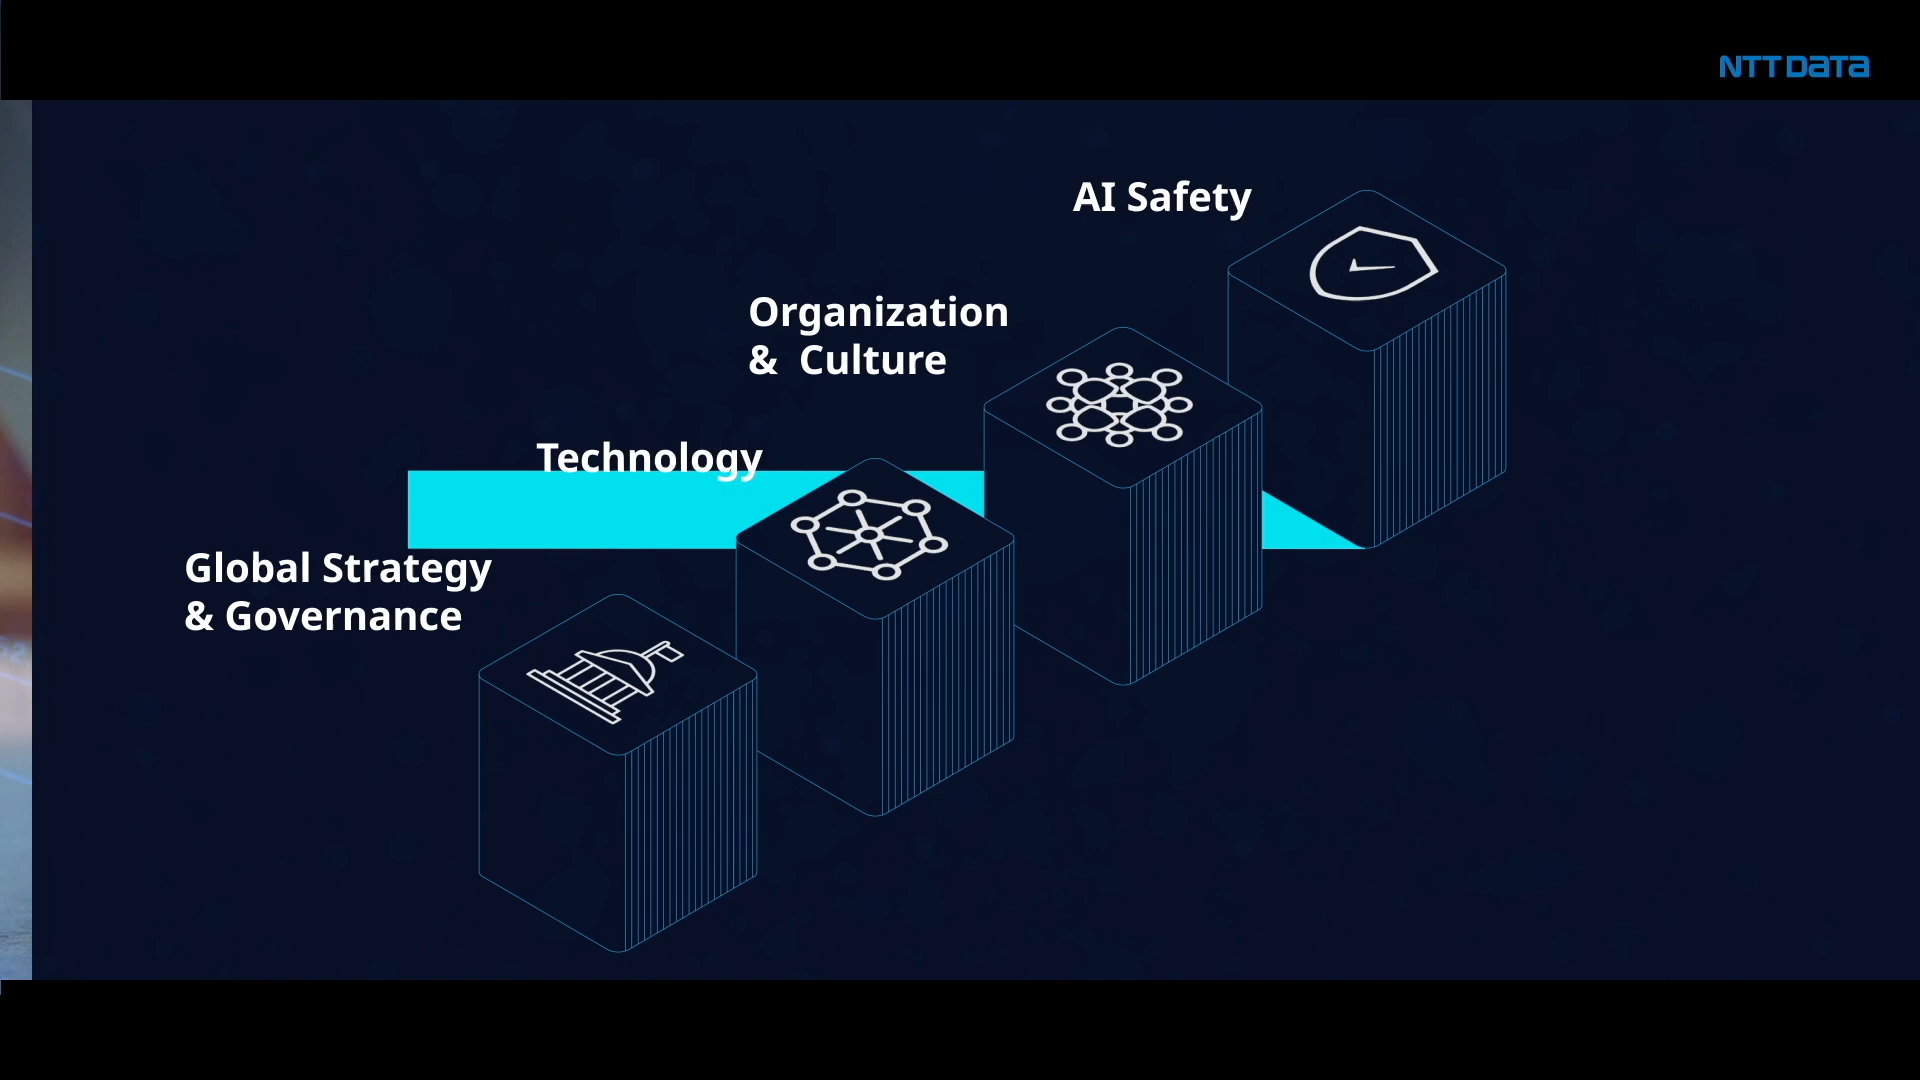 NTT DATA
AI Safety
Organization
& Culture
Technology
Global Strategy
& Governance